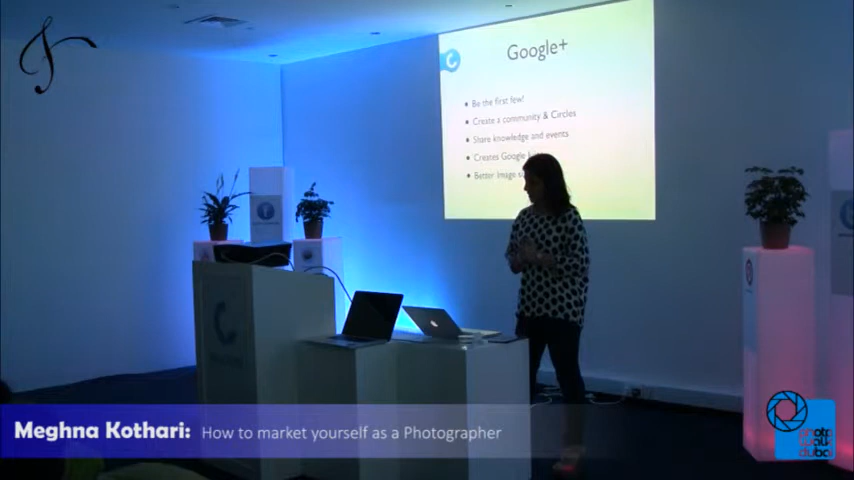 Google+
Be the first few!
Create a community & Circles
Share knowledge and events
Creates Google
Better Image
Meghna Kothari: How to market yourself as a Photographer